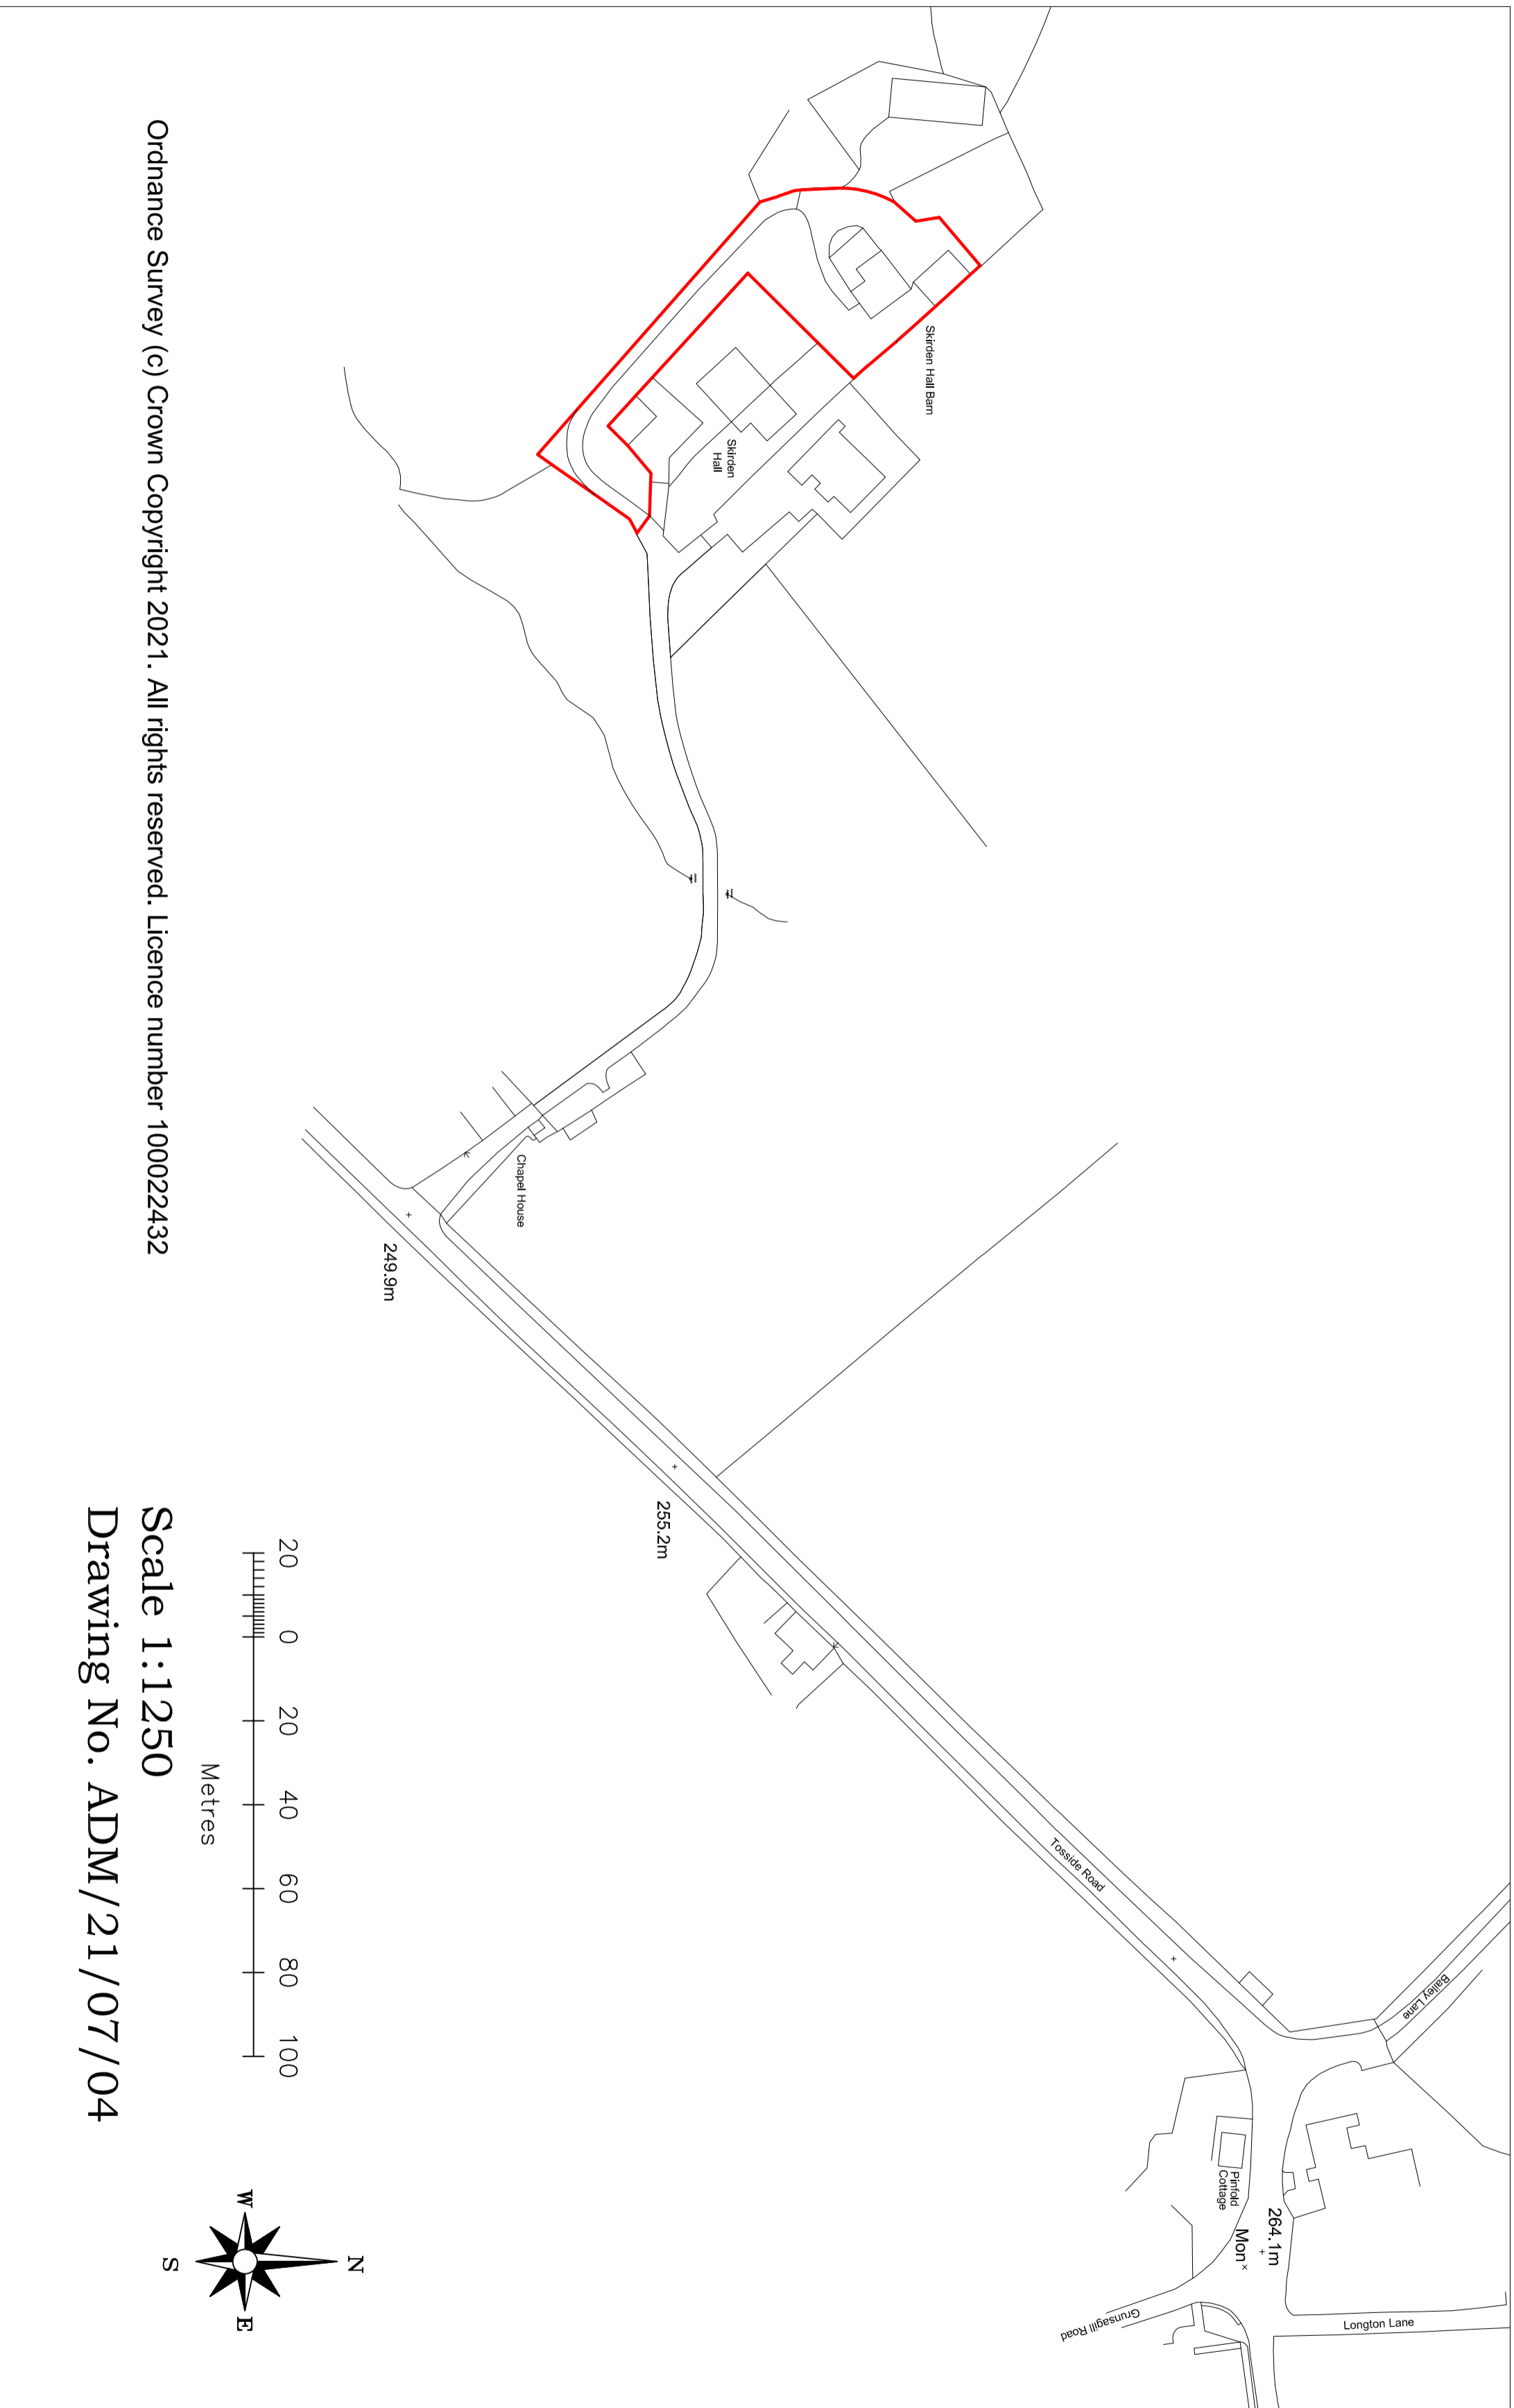 Skirden Hall Barn
Skirden
Hall
Chapel House
249.9m
255.2m
Tosside Road
Bailey Lane
Pinfold
Cottage
264.1m
Mon
Longton Lane
Grunsagill Road
Ordnance Survey (c) Crown Copyright 2021. All rights reserved. Licence number 100022432
20 0 20 40 60 80 100
Metres
Scale 1:1250
Drawing No. ADM/21/07/04
N
W E
S